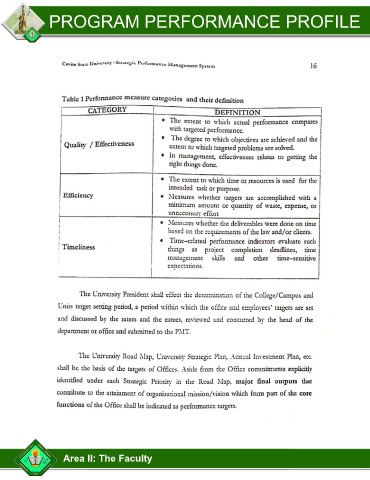 PROGRAM PERFORMANCE PROFILE
Cavite State University -Strategic Performance Management System 16
Table 1 Performance measure categories and their definition
CATEGORY DEFINITION
• The extent to which actual performance compares
with targeted performance.
• The degree to which objectives are achieved and the
extent to which targeted problems are solved.
• In management, effectiveness relates to getting the
right things done.
Quality / Effectiveness
• The extent to which time or resources is used for the
intended task or purpose.
• Measures whether targets are accomplished with a
minimum amount or quantity of waste, expense, or
unnecessary effort
Efficiency
• Measures whether the deliverables were done on time
based on the requirements of the law and/or clients.
• Time–related performance indicators evaluate such
things as project completion deadlines, time
management skills and other time–sensitive
expectations.
Timeliness
The University President shall effect the determination of the College/Campus and
Units target setting period, a period within which the office and employees' targets are set
and discussed by the raters and the ratees, reviewed and concurred by the head of the
department or office and submitted to the PMT.
The University Road Map, University Strategic Plan, Annual Investment Plan, etc.
shall be the basis of the targets of Offices. Aside from the Office commitments explicitly
identified under each Strategic Priority in the Road Map, major final outputs that
contribute to the attainment of organizational mission/vision which form part of the core
functions of the Office shall be indicated as performance targets.
Area II: The Faculty